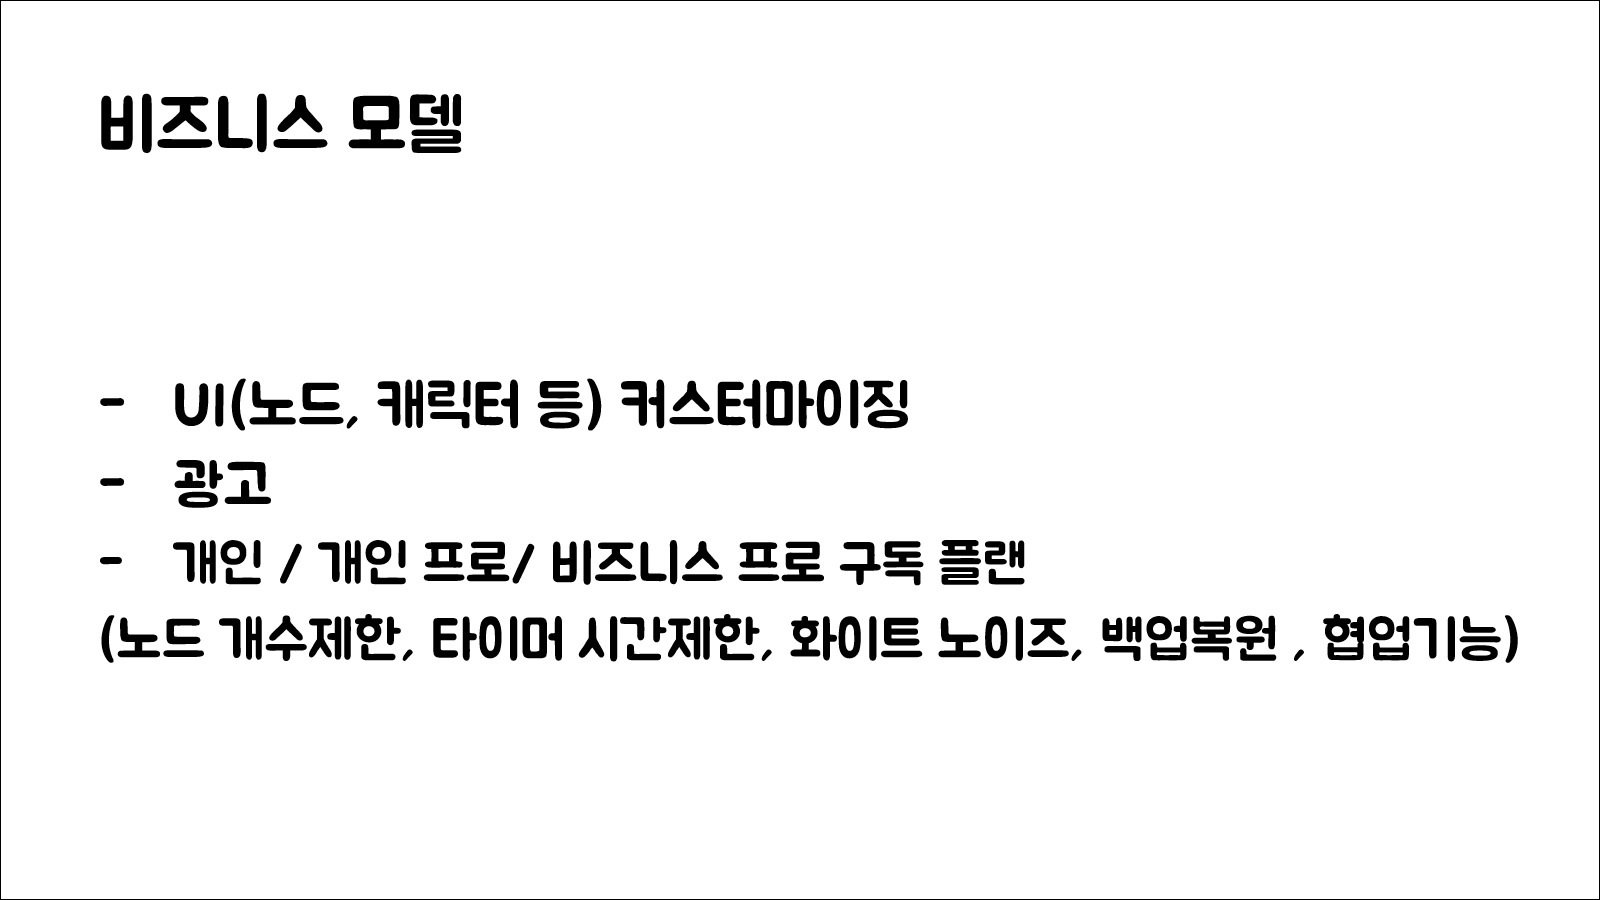 비즈니스 모델
- UI(노드, 캐릭터 등) 커스터마이징
- 광고
- 개인 / 개인 프로/ 비즈니스 프로 구독 플랜
(노드 개수제한, 타이머 시간제한, 화이트 노이즈, 백업복원 , 협업기능)